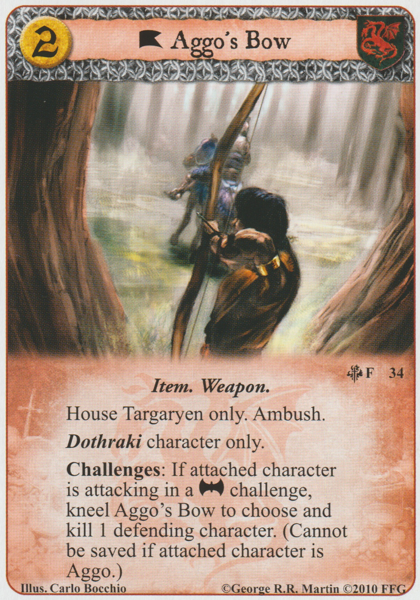 2
Aggo's Bow
F 34
Item. Weapon.
House Targaryen only. Ambush.
Dothraki character only.
Challenges: If attached character
is attacking in a challenge,
kneel Aggo's Bow to choose and
kill 1 defending character. (Cannot
be saved if attached character is
Aggo.)
Illus. Carlo Bocchio ©George R.R. Martin ©2010 FFG